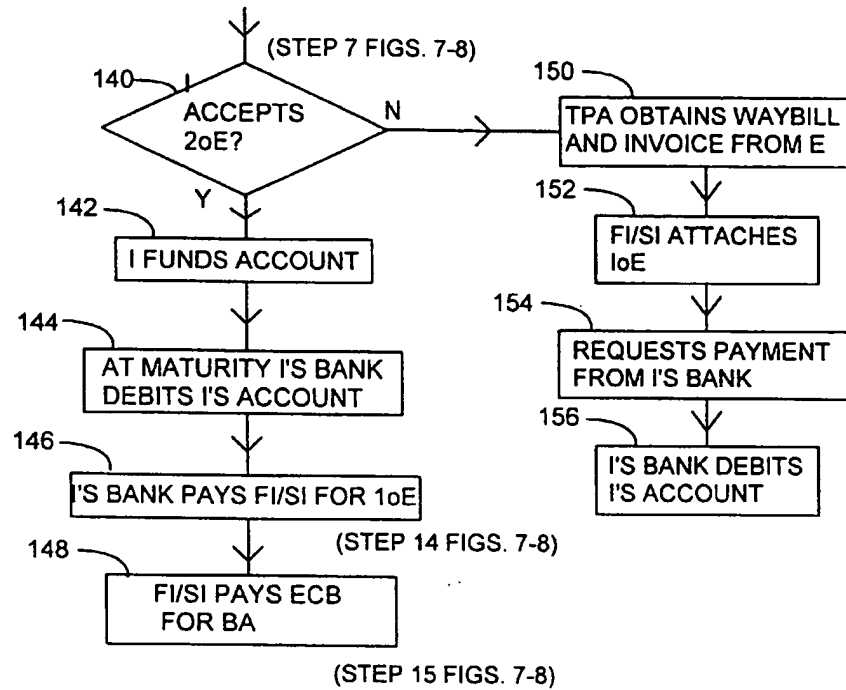 (STEP 7 FIGS. 7-8)
140
I
ACCEPTS
2oE?
N
Y
142
I FUNDS ACCOUNT
144
AT MATURITY I'S BANK
DEBITS I'S ACCOUNT
146
I'S BANK PAYS FI/SI FOR 1oE
(STEP 14 FIGS. 7-8)
148
FI/SI PAYS ECB
FOR BA
(STEP 15 FIGS. 7-8)
150
TPA OBTAINS WAYBILL
AND INVOICE FROM E
152
FI/SI ATTACHES
IoE
154
REQUESTS PAYMENT
FROM I'S BANK
156
I'S BANK DEBITS
I'S ACCOUNT